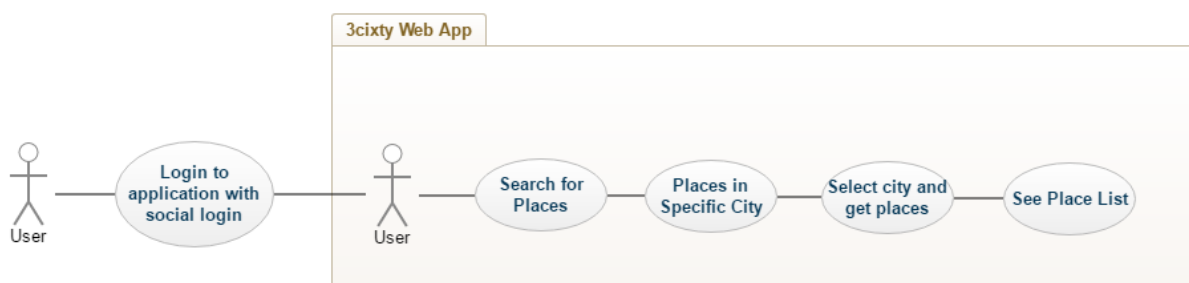 3cixty Web App
User
Login to
application with
social login
User
Search for
Places
Places in
Specific City
Select city and
get places
See Place List